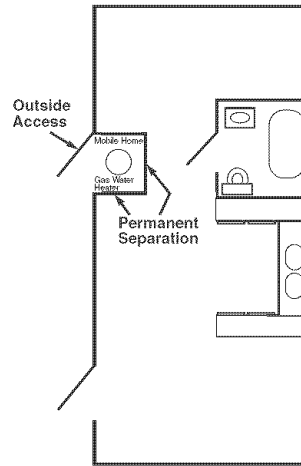 Outside
Access
Mobile Home
Gas Water
Heater
Permanent
Separation